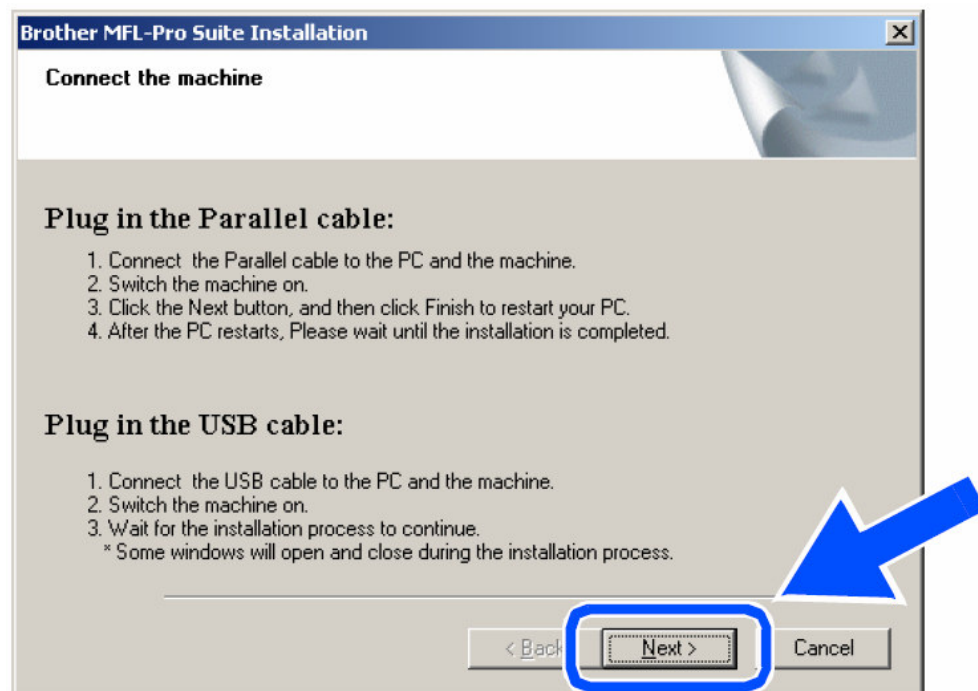 Brother MFL-Pro Suite Installation
Connect the machine
Plug in the Parallel cable:
1. Connect the Parallel cable to the PC and the machine.
2. Switch the machine on.
3. Click the Next button, and then click Finish to restart your PC.
4. After the PC restarts, Please wait until the installation is completed.
Plug in the USB cable:
1. Connect the USB cable to the PC and the machine.
2. Switch the machine on.
3. Wait for the installation process to continue.
* Some windows will open and close during the installation process.
< Back Next > Cancel